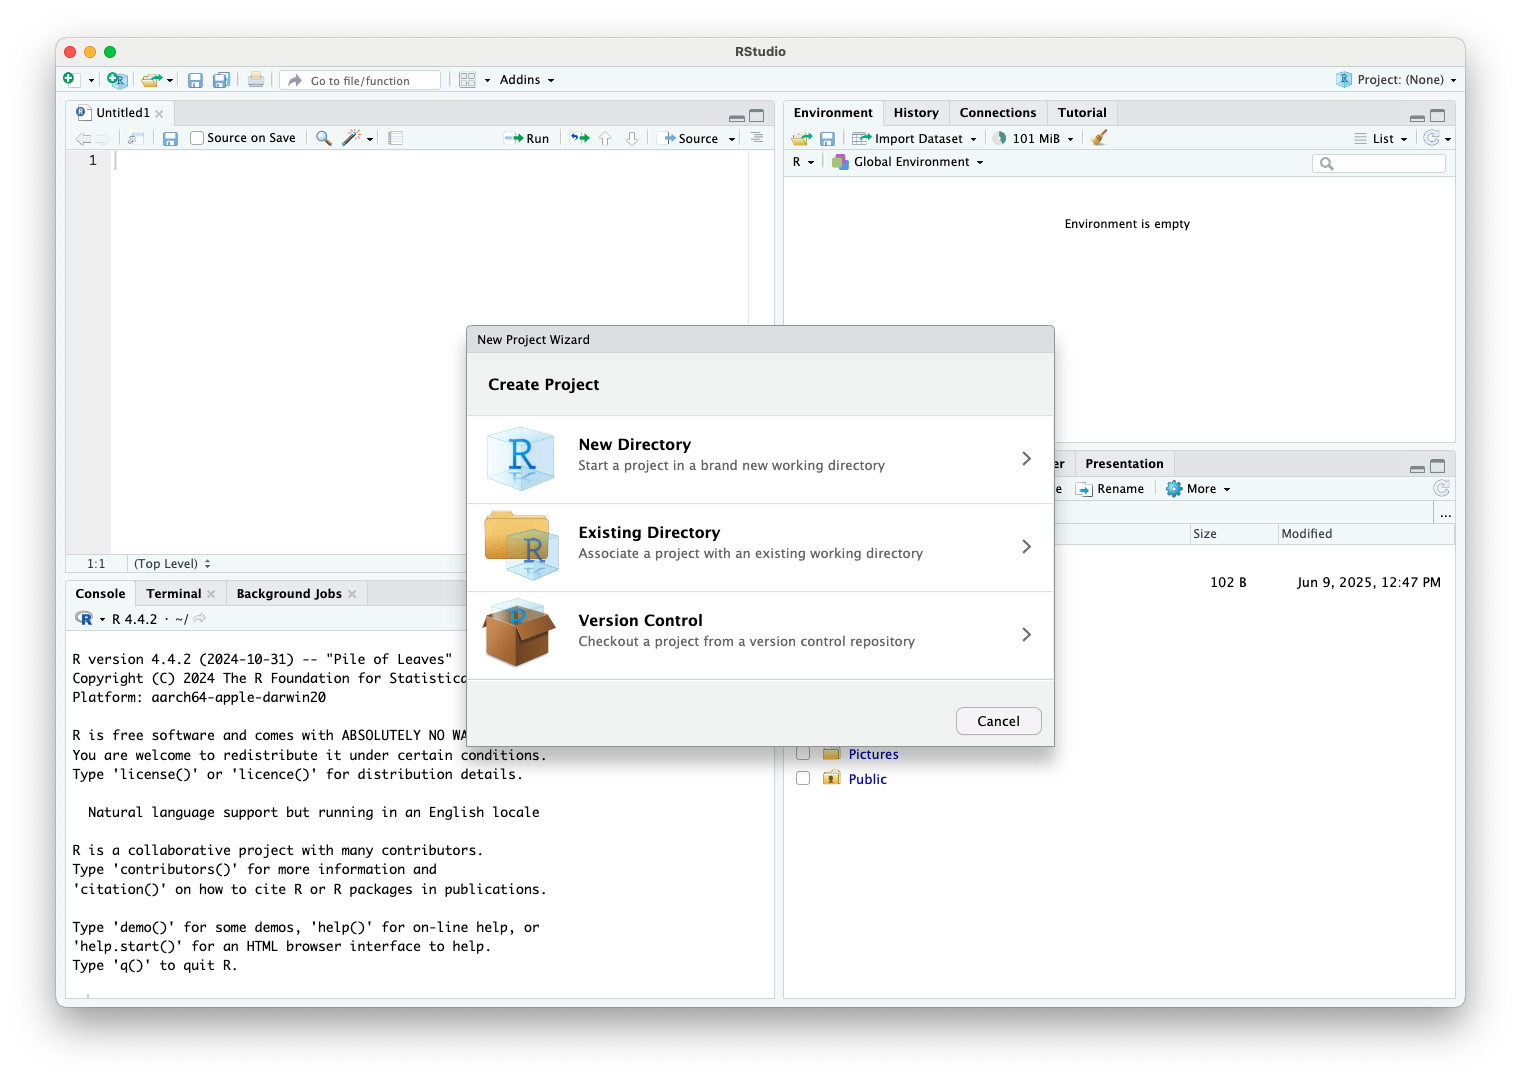 RStudio
Go to file/function
Addins
Project: (None)
Untitled1
Source on Save
Run
Source
1
1:1
(Top Level)
Environment History Connections Tutorial
Import Dataset
101 MiB
List
R
Global Environment
Environment is empty
New Project Wizard
Create Project
New Directory
Start a project in a brand new working directory
Existing Directory
Associate a project with an existing working directory
Version Control
Checkout a project from a version control repository
Cancel
er Presentation
e Rename More
...
Size Modified
102 B Jun 9, 2025, 12:47 PM
Pictures
Public
Console Terminal Background Jobs
R 4.4.2 · ~/
R version 4.4.2 (2024-10-31) -- "Pile of Leaves"
Copyright (C) 2024 The R Foundation for Statistica
Platform: aarch64-apple-darwin20
R is free software and comes with ABSOLUTELY NO WA
You are welcome to redistribute it under certain conditions.
Type 'license()' or 'licence()' for distribution details.
Natural language support but running in an English locale
R is a collaborative project with many contributors.
Type 'contributors()' for more information and
'citation()' on how to cite R or R packages in publications.
Type 'demo()' for some demos, 'help()' for on-line help, or
'help.start()' for an HTML browser interface to help.
Type 'q()' to quit R.